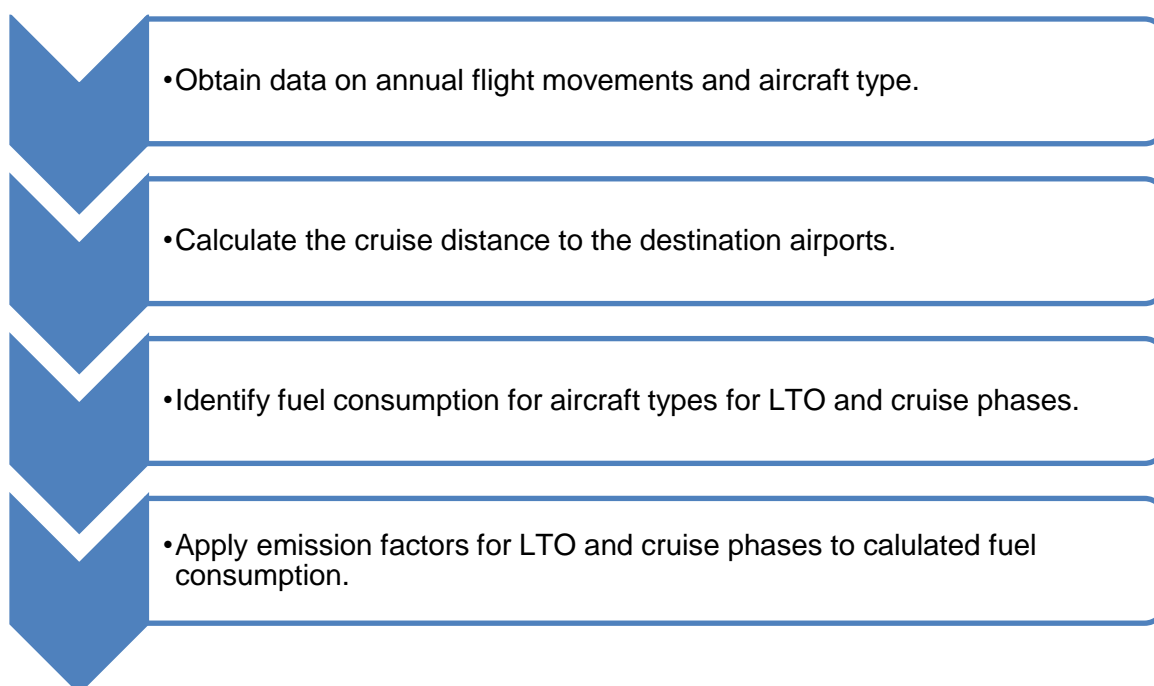 •Obtain data on annual flight movements and aircraft type.
•Calculate the cruise distance to the destination airports.
•Identify fuel consumption for aircraft types for LTO and cruise phases.
•Apply emission factors for LTO and cruise phases to calulated fuel
consumption.